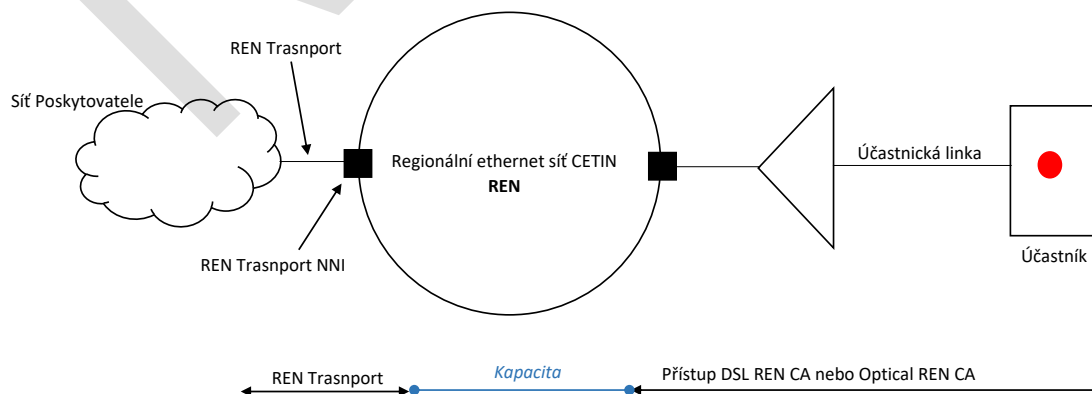 REN Trasnport
Síť Poskytovatele
Regionální ethernet síť CETIN
REN
Účastnická linka
REN Trasnport NNI
Účastník
REN Trasnport
Kapacita
Přístup DSL REN CA nebo Optical REN CA